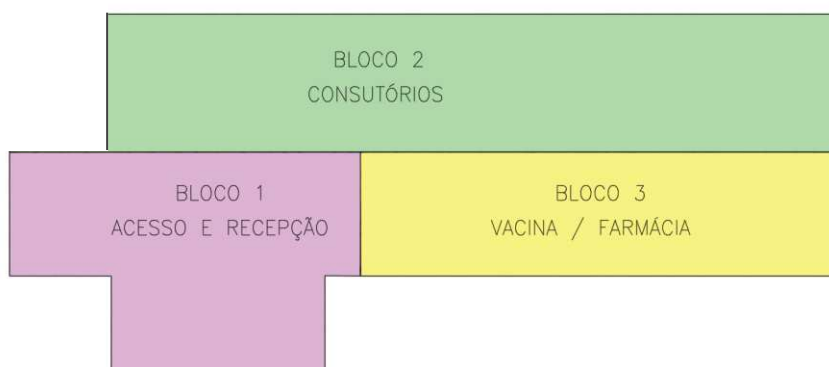 BLOCO 2
CONSUTÓRIOS
BLOCO 1
ACESSO E RECEPÇÃO
BLOCO 3
VACINA / FARMÁCIA